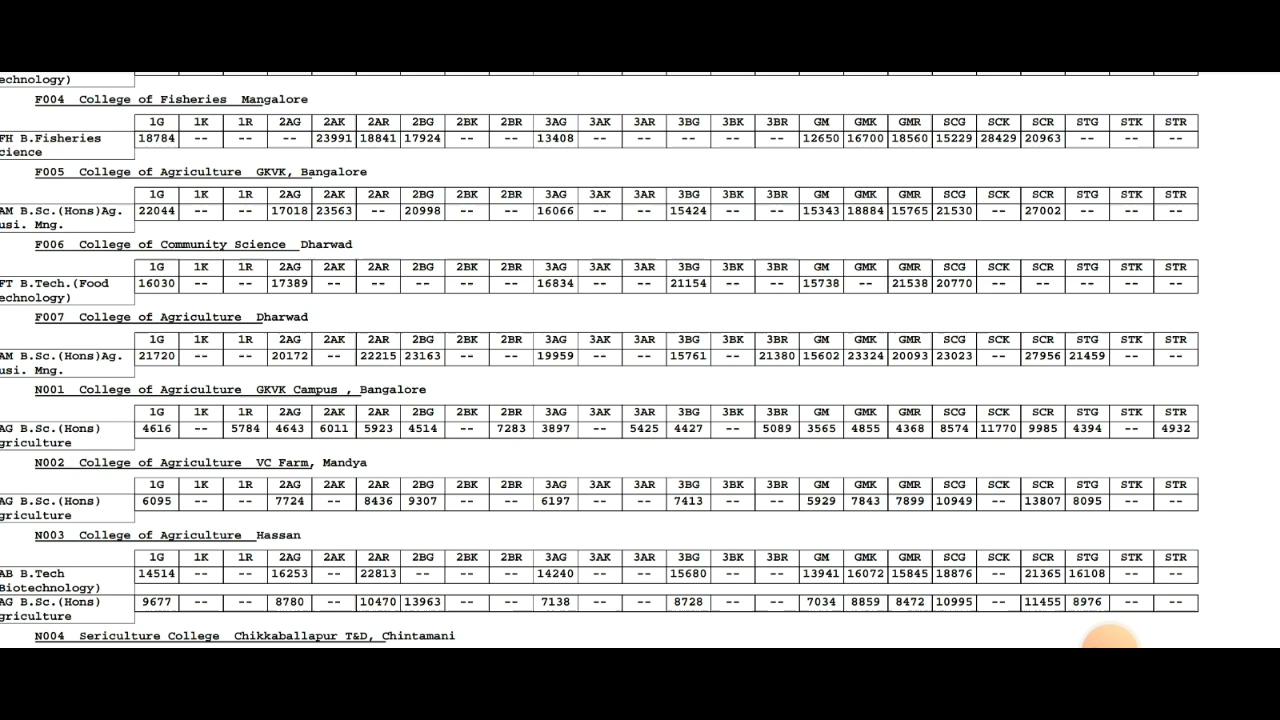 echnology)
F004 College of Fisheries Mangalore
1G 1K 1R 2AG 2AK 2AR 2BG 2BK 2BR 3AG 3AK 3AR 3BG 3BK 3BR GM GMK GMR SCG SCK SCR STG STK STR
FH B.Fisheries 18784 -- -- -- 23991 18841 17924 -- -- 13408 -- -- -- -- -- 12650 16700 18560 15229 28429 20963 -- -- --
cience
F005 College of Agriculture GKVK, Bangalore
1G 1K 1R 2AG 2AK 2AR 2BG 2BK 2BR 3AG 3AK 3AR 3BG 3BK 3BR GM GMK GMR SCG SCK SCR STG STK STR
AM B.Sc.(Hons)Ag. 22044 -- -- 17018 23563 -- 20998 -- -- 16066 -- -- 15424 -- -- 15343 18884 15765 21530 -- 27002 -- -- --
usi. Mng.
F006 College of Community Science Dharwad
1G 1K 1R 2AG 2AK 2AR 2BG 2BK 2BR 3AG 3AK 3AR 3BG 3BK 3BR GM GMK GMR SCG SCK SCR STG STK STR
FT B.Tech.(Food 16030 -- -- 17389 -- -- -- -- -- 16834 -- -- 21154 -- -- 15738 -- 21538 20770 -- -- -- -- --
echnology)
F007 College of Agriculture Dharwad
1G 1K 1R 2AG 2AK 2AR 2BG 2BK 2BR 3AG 3AK 3AR 3BG 3BK 3BR GM GMK GMR SCG SCK SCR STG STK STR
AM B.Sc.(Hons)Ag. 21720 -- -- 20172 -- 22215 23163 -- -- 19959 -- -- 15761 -- 21380 15602 23324 20093 23023 -- 27956 21459 -- --
usi. Mng.
N001 College of Agriculture GKVK Campus , Bangalore
1G 1K 1R 2AG 2AK 2AR 2BG 2BK 2BR 3AG 3AK 3AR 3BG 3BK 3BR GM GMK GMR SCG SCK SCR STG STK STR
AG B.Sc.(Hons) 4616 -- 5784 4643 6011 5923 4514 -- 7283 3897 -- 5425 4427 -- 5089 3565 4855 4368 8574 11770 9985 4394 -- 4932
griculture
N002 College of Agriculture VC Farm, Mandya
1G 1K 1R 2AG 2AK 2AR 2BG 2BK 2BR 3AG 3AK 3AR 3BG 3BK 3BR GM GMK GMR SCG SCK SCR STG STK STR
AG B.Sc.(Hons) 6095 -- -- 7724 -- 8436 9307 -- -- 6197 -- -- 7413 -- -- 5929 7843 7899 10949 -- 13807 8095 -- --
griculture
N003 College of Agriculture Hassan
1G 1K 1R 2AG 2AK 2AR 2BG 2BK 2BR 3AG 3AK 3AR 3BG 3BK 3BR GM GMK GMR SCG SCK SCR STG STK STR
AB B.Tech 14514 -- -- 16253 -- 22813 -- -- -- 14240 -- -- 15680 -- -- 13941 16072 15845 18876 -- 21365 16108 -- --
Biotechnology)
AG B.Sc.(Hons) 9677 -- -- 8780 -- 10470 13963 -- -- 7138 -- -- 8728 -- -- 7034 8859 8472 10995 -- 11455 8976 -- --
griculture
N004 Sericulture College Chikkaballapur T&D, Chintamani